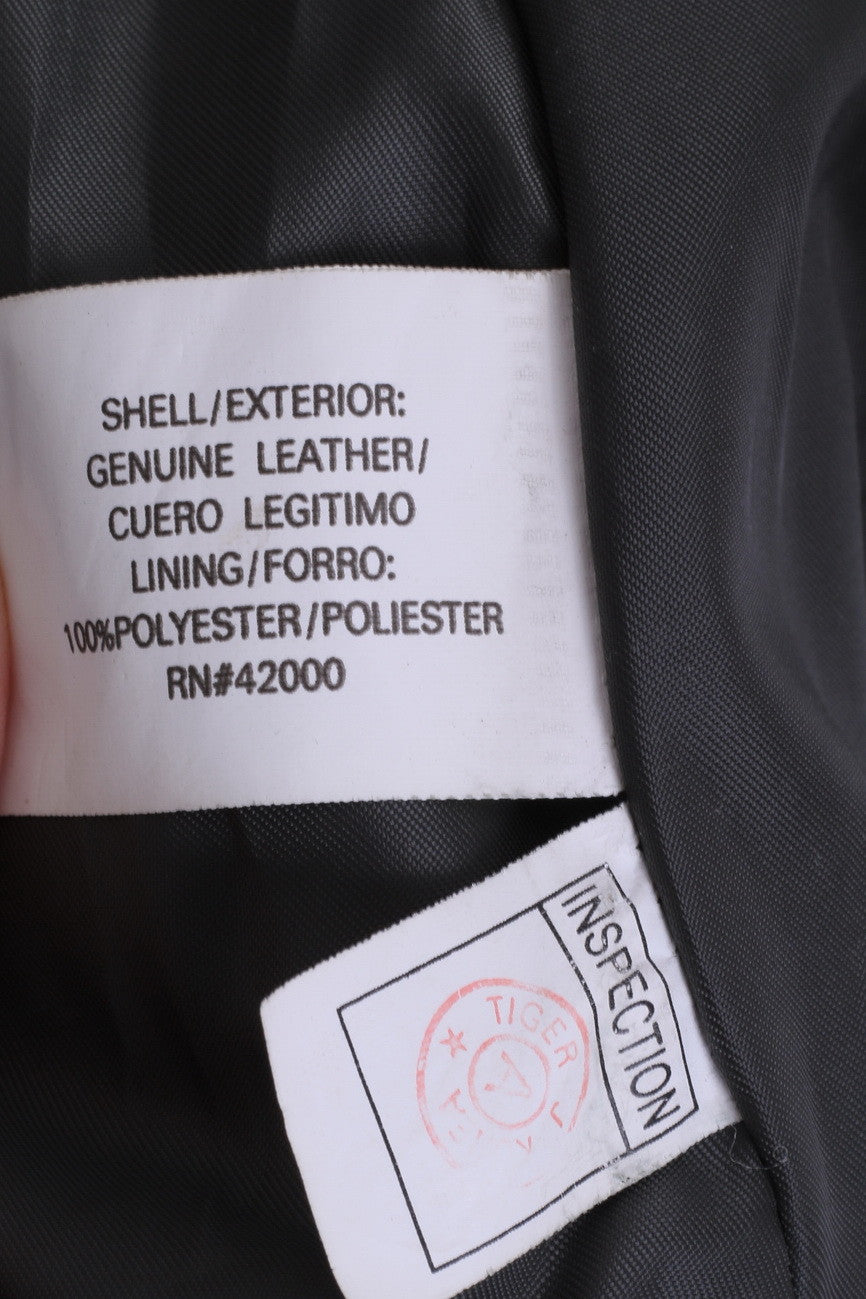 SHELL/EXTERIOR:
GENUINE LEATHER/
CUERO LEGITIMO
LINING/FORRO:
100%POLYESTER/POLIESTER
RN#42000
INSPECTION
TIGER
A